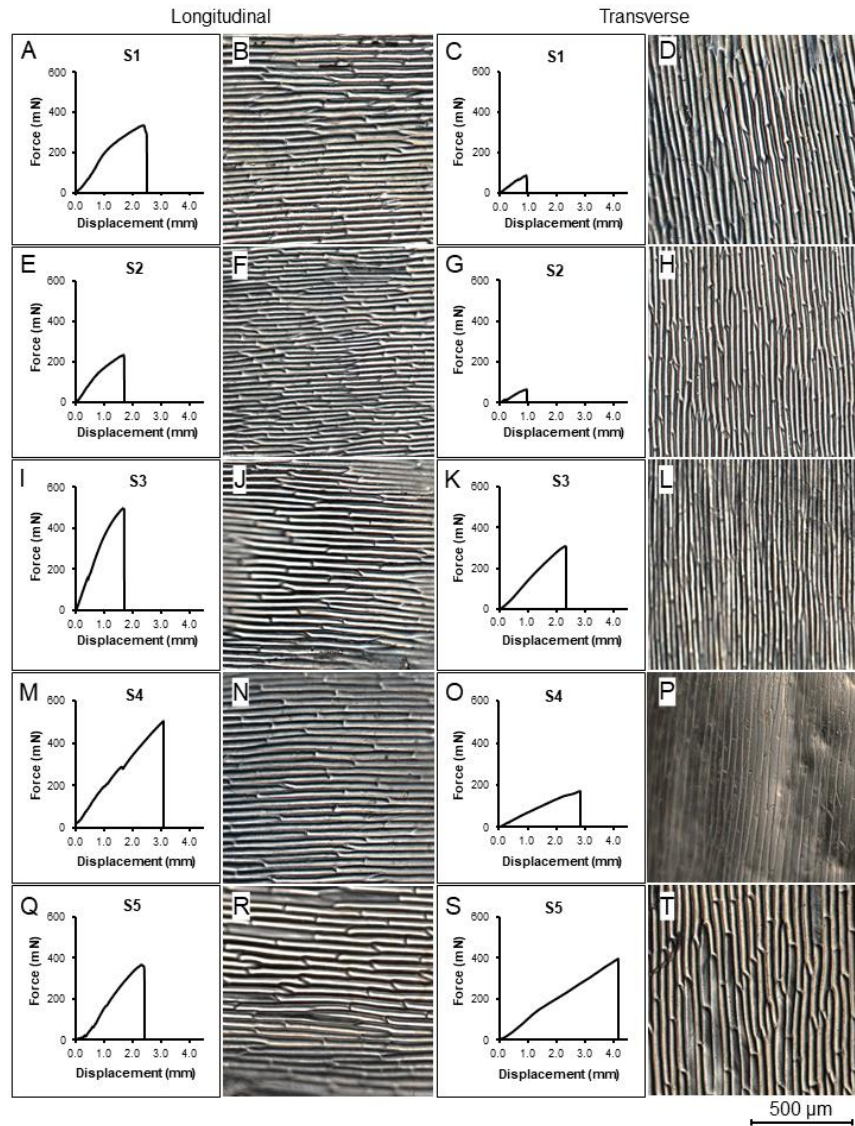 Longitudinal Transverse
A S1
Force (mN)
600
400
200
0
0.0 1.0 2.0 3.0 4.0
Displacement (mm)
B
C S1
Force (mN)
600
400
200
0
0.0 1.0 2.0 3.0 4.0
Displacement (mm)
D
E S2
Force (mN)
600
400
200
0
0.0 1.0 2.0 3.0 4.0
Displacement (mm)
F
G S2
Force (mN)
600
400
200
0
0.0 1.0 2.0 3.0 4.0
Displacement (mm)
H
I S3
Force (mN)
600
400
200
0
0.0 1.0 2.0 3.0 4.0
Displacement (mm)
J
K S3
Force (mN)
600
400
200
0
0.0 1.0 2.0 3.0 4.0
Displacement (mm)
L
M S4
Force (mN)
600
400
200
0
0.0 1.0 2.0 3.0 4.0
Displacement (mm)
N
O S4
Force (mN)
600
400
200
0
0.0 1.0 2.0 3.0 4.0
Displacement (mm)
P
Q S5
Force (mN)
600
400
200
0
0.0 1.0 2.0 3.0 4.0
Displacement (mm)
R
S S5
Force (mN)
600
400
200
0
0.0 1.0 2.0 3.0 4.0
Displacement (mm)
T
500 µm